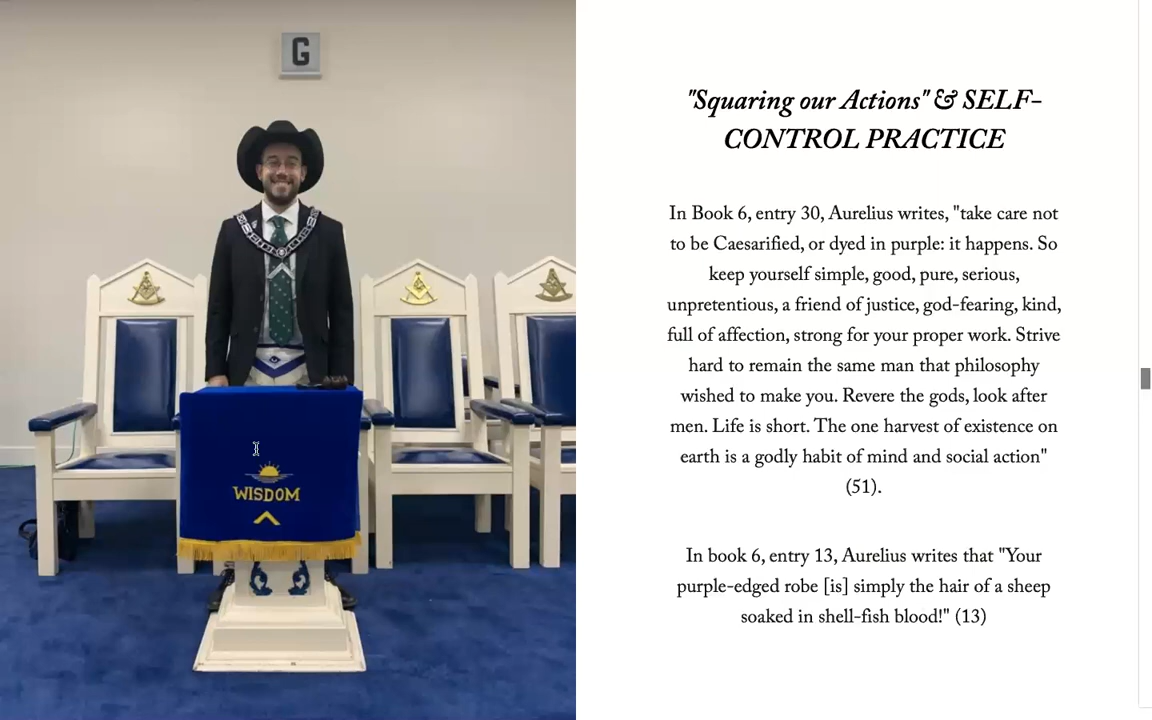 G
WISDOM
"Squaring our Actions" & SELF-
CONTROL PRACTICE
In Book 6, entry 30, Aurelius writes, "take care not
to be Caesarified, or dyed in purple: it happens. So
keep yourself simple, good, pure, serious,
unpretentious, a friend of justice, god-fearing, kind,
full of affection, strong for your proper work. Strive
hard to remain the same man that philosophy
wished to make you. Revere the gods, look after
men. Life is short. The one harvest of existence on
earth is a godly habit of mind and social action"
(51).
In book 6, entry 13, Aurelius writes that "Your
purple-edged robe [is] simply the hair of a sheep
soaked in shell-fish blood!" (13)